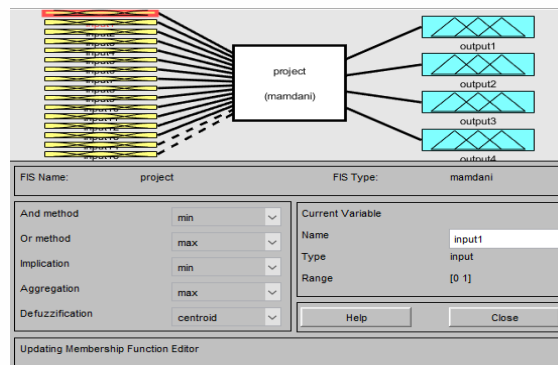 project
(mamdani)
output1
output2
output3
output4
FIS Name: project FIS Type: mamdani
And method min
Or method max
Implication min
Aggregation max
Defuzzification centroid
Current Variable
Name input1
Type input
Range [0 1]
Help Close
Updating Membership Function Editor